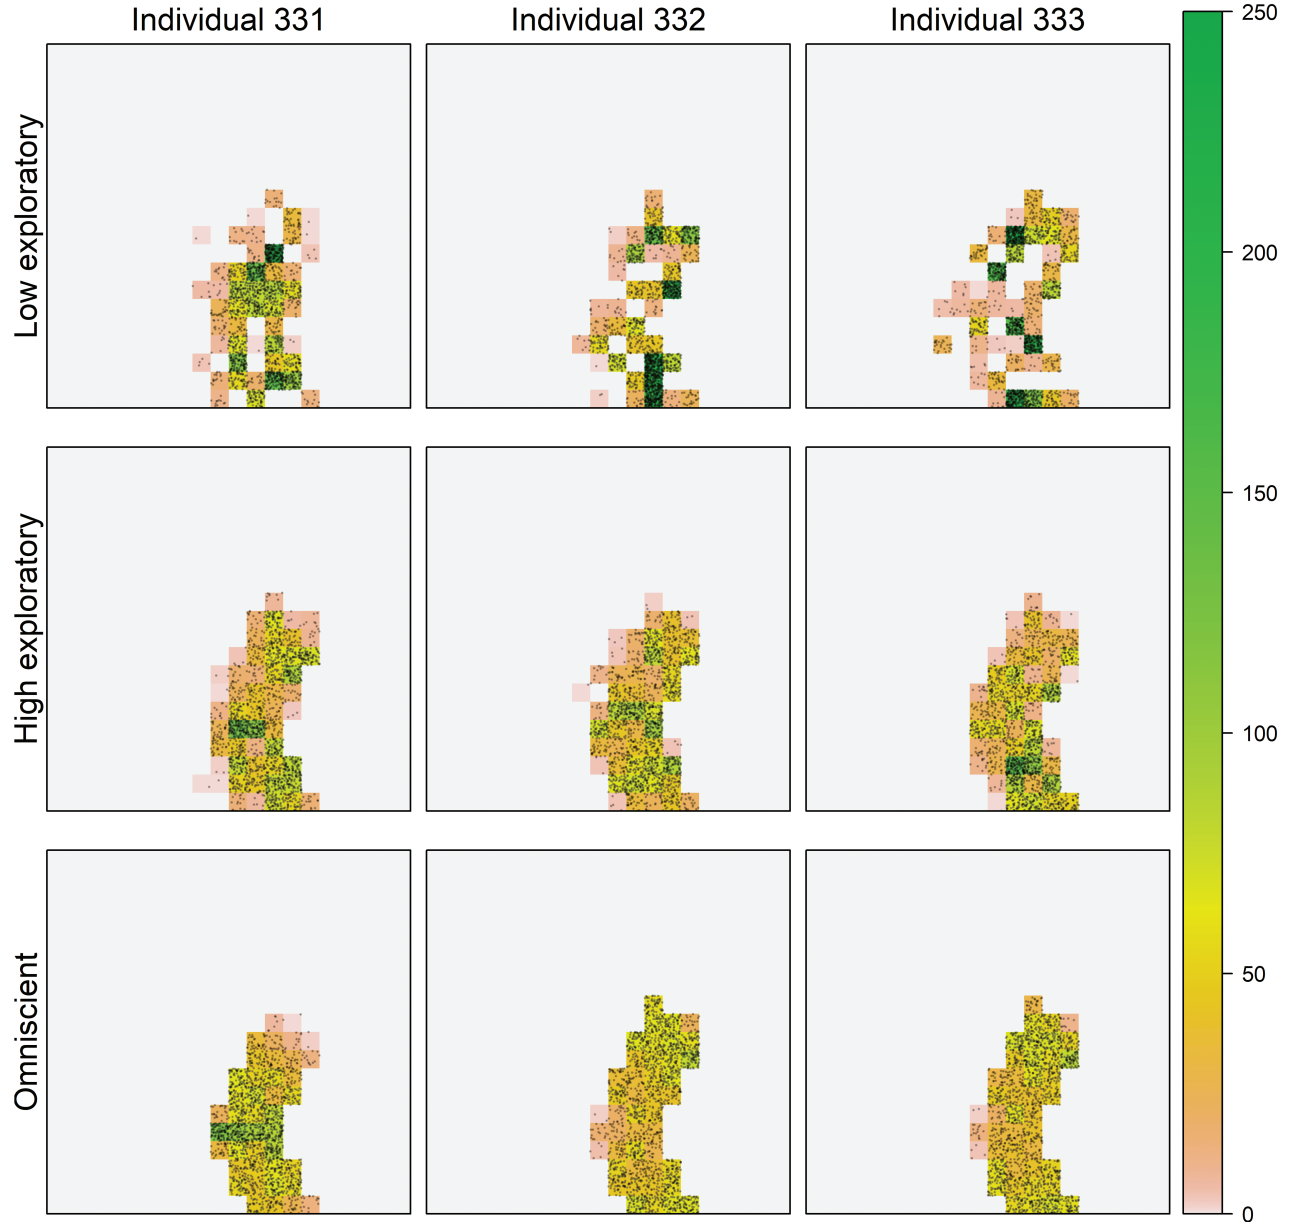 Individual 331
Individual 332
Individual 333
Low exploratory
High exploratory
Omniscient
250
200
150
100
50
0